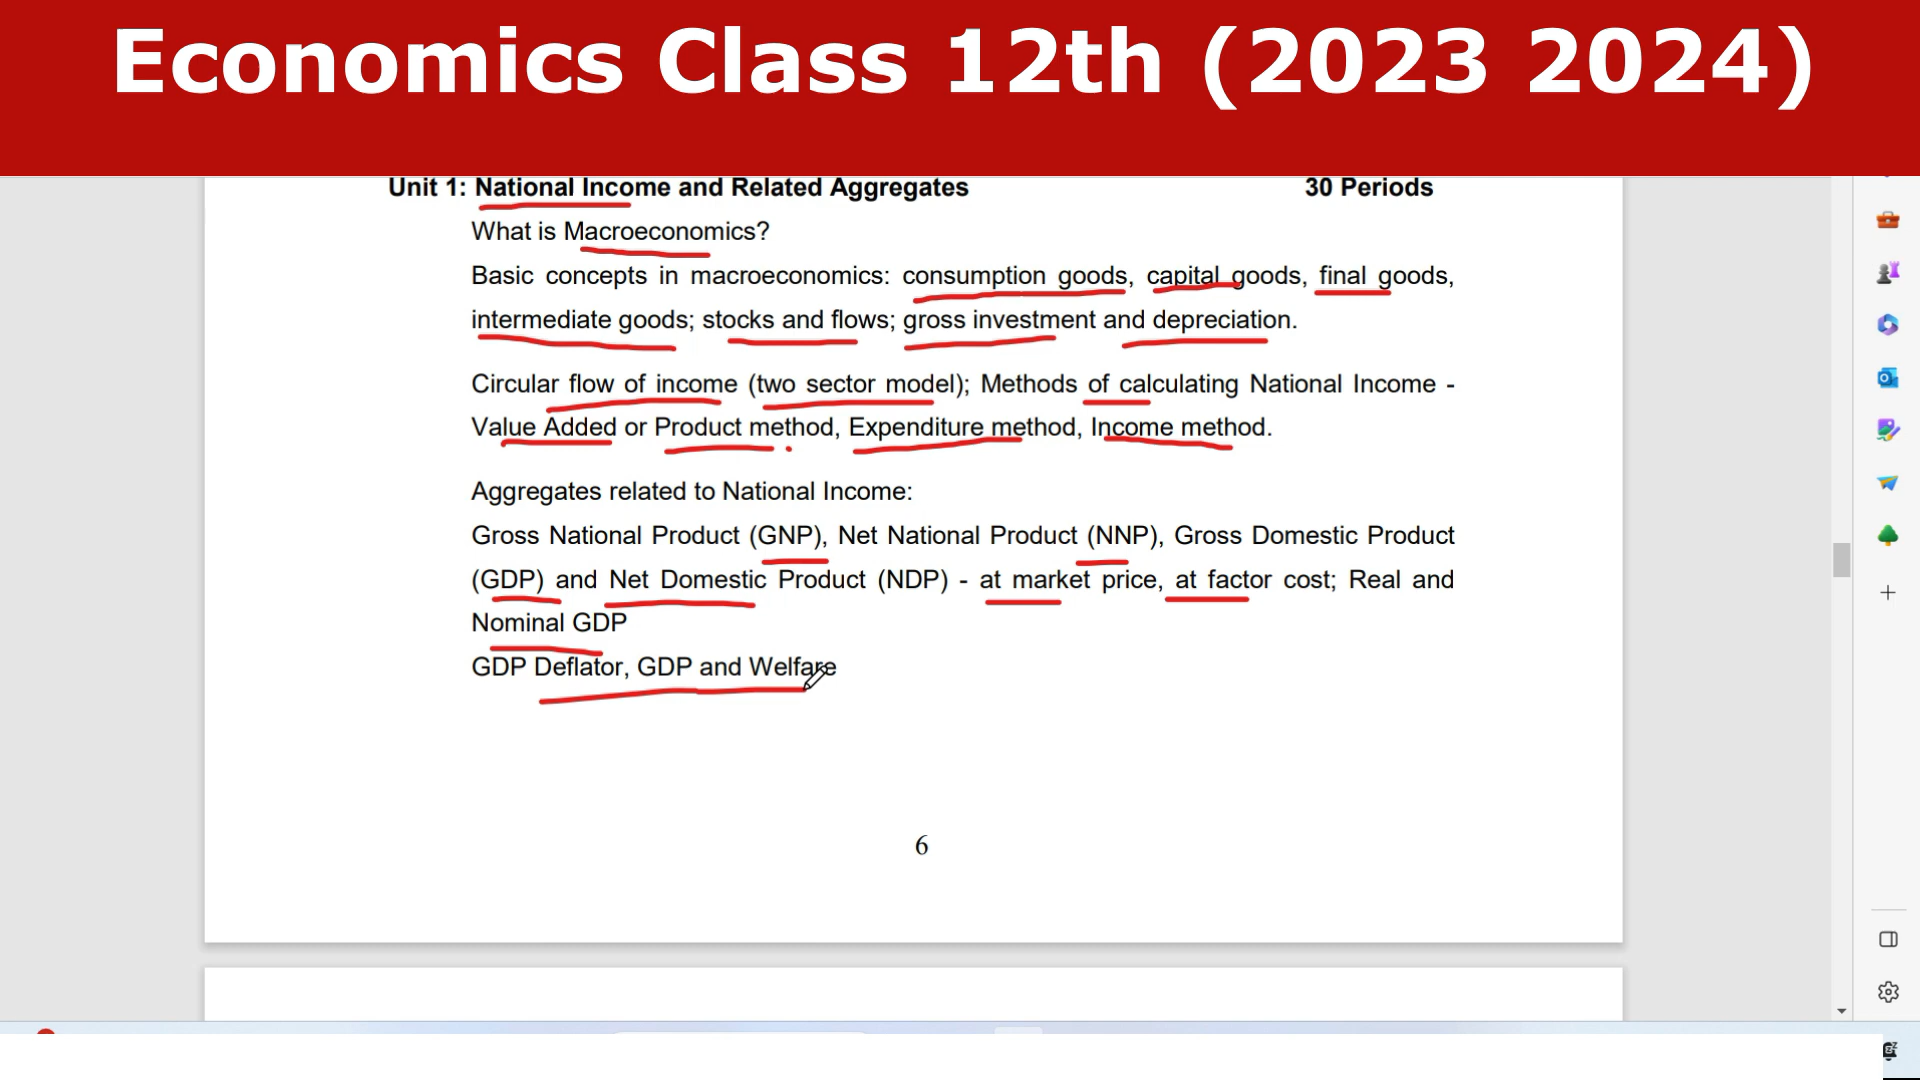 Economics Class 12th (2023 2024)
Unit 1: National Income and Related Aggregates 30 Periods
What is Macroeconomics?
Basic concepts in macroeconomics: consumption goods, capital goods, final goods,
intermediate goods; stocks and flows; gross investment and depreciation.
Circular flow of income (two sector model); Methods of calculating National Income -
Value Added or Product method, Expenditure method, Income method.
Aggregates related to National Income:
Gross National Product (GNP), Net National Product (NNP), Gross Domestic Product
(GDP) and Net Domestic Product (NDP) - at market price, at factor cost; Real and
Nominal GDP
GDP Deflator, GDP and Welfare
6